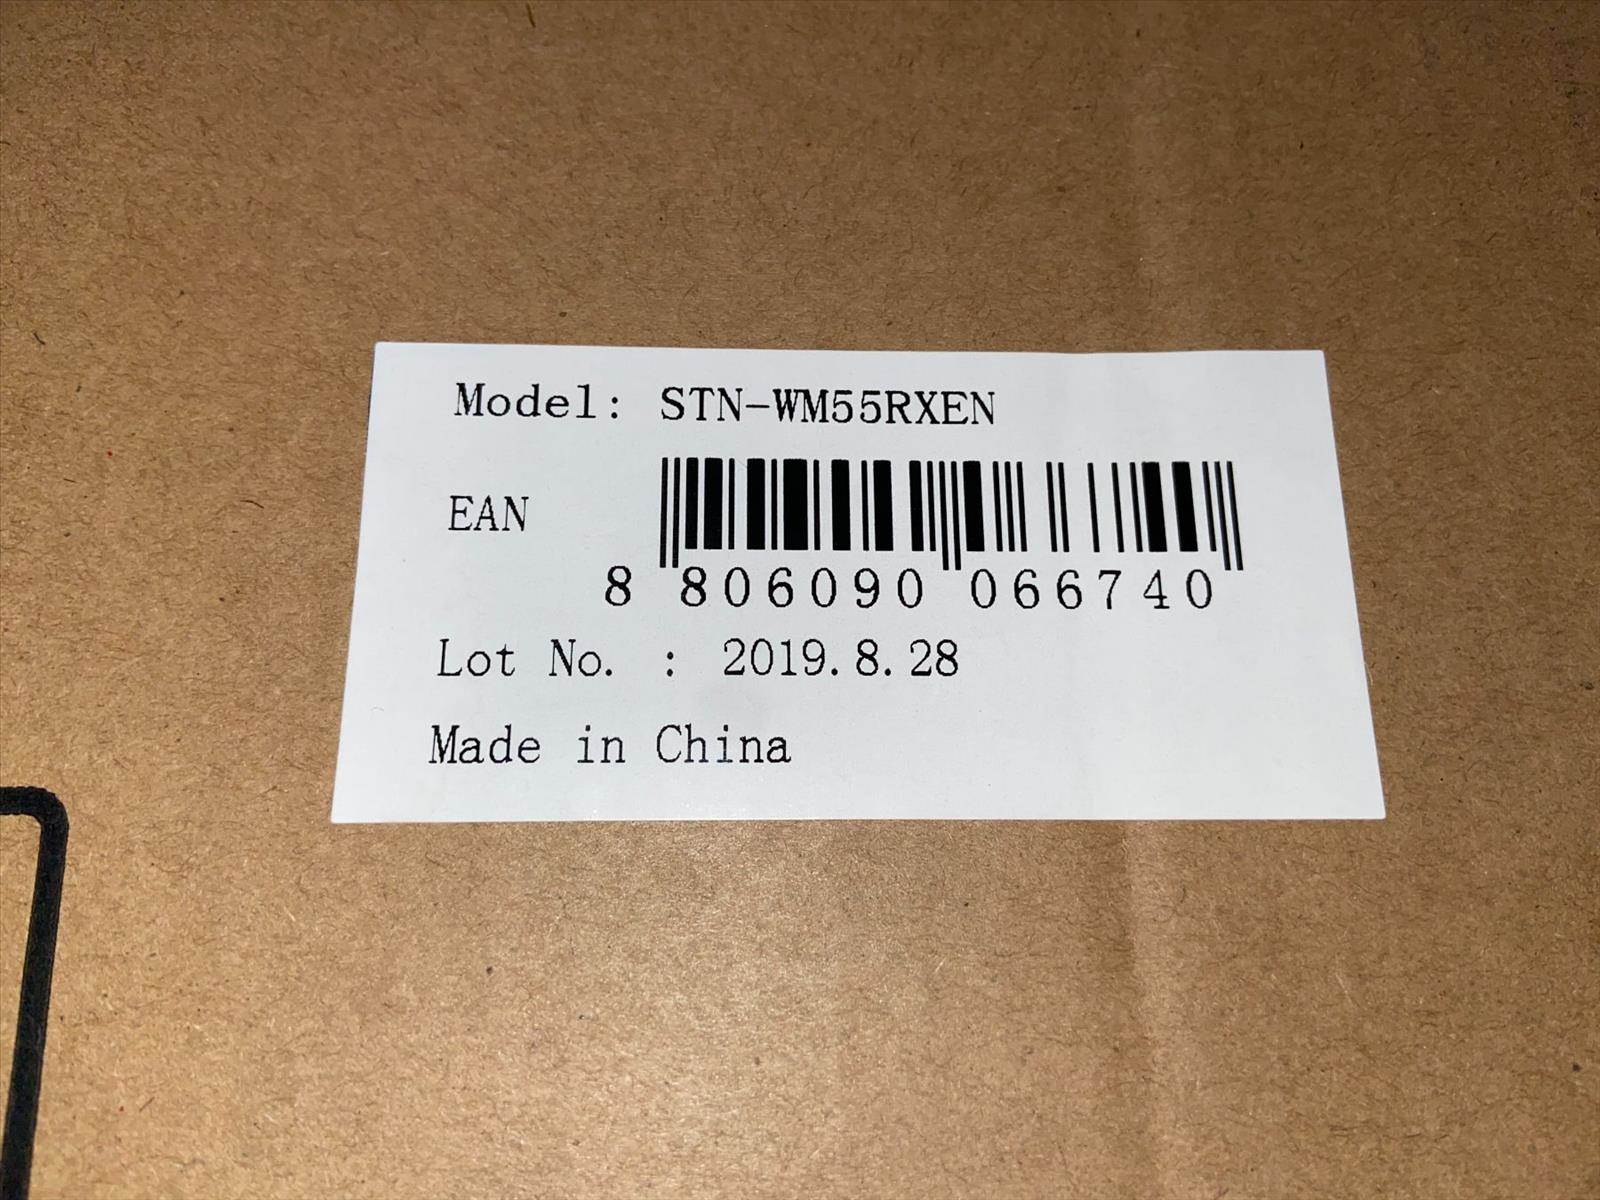 Model: STN-WM55RXEN
EAN
8 806090 066740
Lot No. : 2019.8.28
Made in China